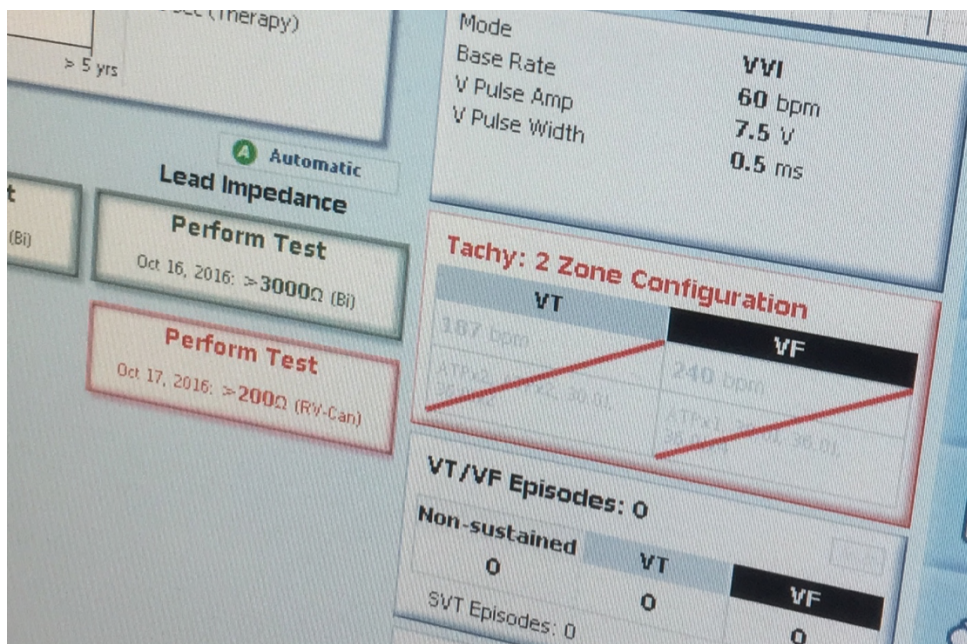 (Therapy)
> 5 yrs
A Automatic
Lead Impedance
(Bi)
Perform Test
Oct 16, 2016: >3000Ω (Bi)
Perform Test
Oct 17, 2016: >200Ω (RV-Can)
Mode VVI
Base Rate 60 bpm
V Pulse Amp 7.5 V
V Pulse Width 0.5 ms
Tachy: 2 Zone Configuration
VT VF
187 bpm 240 bpm
VT/VF Episodes: 0
Non-sustained VT VF
0 0 0
SVT Episodes: 0